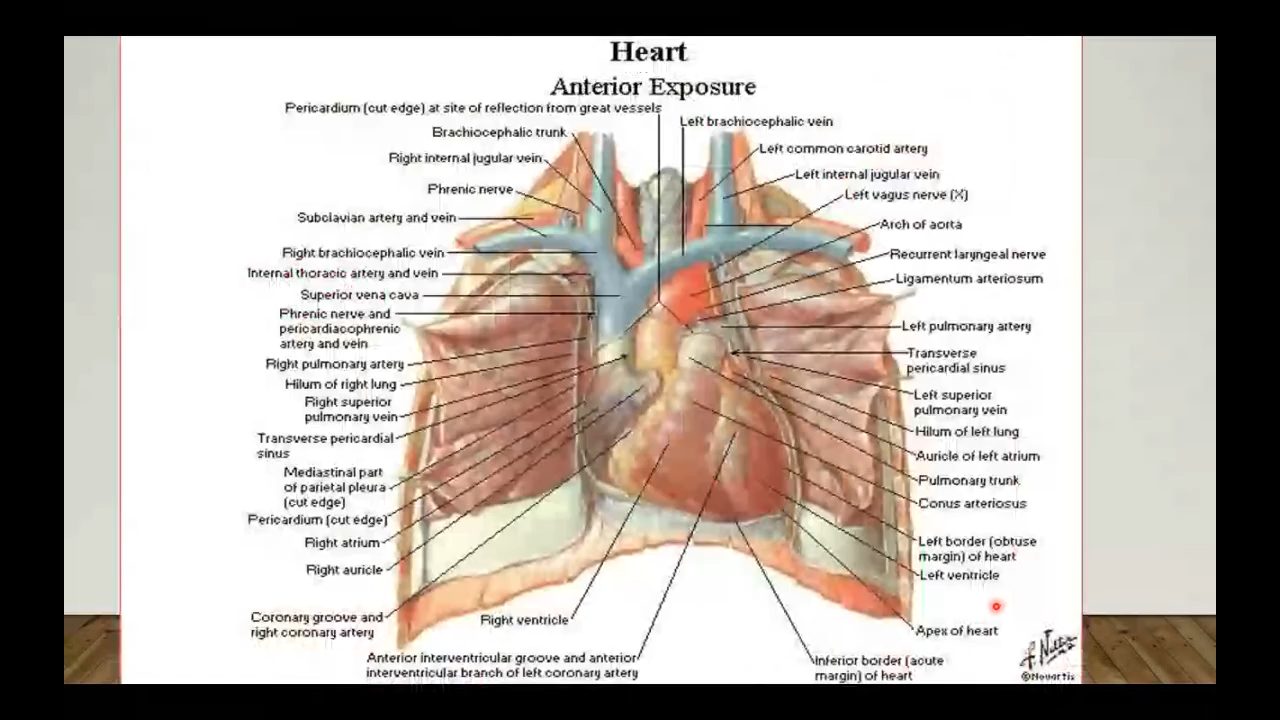 Heart
Anterior Exposure
Pericardium (cut edge) at site of reflection from great vessels
Brachiocephalic trunk
Right internal jugular vein
Phrenic nerve
Subclavian artery and vein
Right brachiocephalic vein
Internal thoracic artery and vein
Superior vena cava
Phrenic nerve and
pericardiacophrenic
artery and vein
Right pulmonary artery
Hilum of right lung
Right superior
pulmonary vein
Transverse pericardial
sinus
Mediastinal part
of parietal pleura
(cut edge)
Pericardium (cut edge)
Right atrium
Right auricle
Coronary groove and
right coronary artery
Right ventricle
Anterior interventricular groove and anterior
interventricular branch of left coronary artery
Left brachiocephalic vein
Left common carotid artery
Left internal jugular vein
Left vagus nerve (X)
Arch of aorta
Recurrent laryngeal nerve
Ligamentum arteriosum
Left pulmonary artery
Transverse
pericardial sinus
Left superior
pulmonary vein
Hilum of left lung
Auricle of left atrium
Pulmonary trunk
Conus arteriosus
Left border (obtuse
margin) of heart
Left ventricle
Apex of heart
Inferior border (acute
margin) of heart
©Novartis